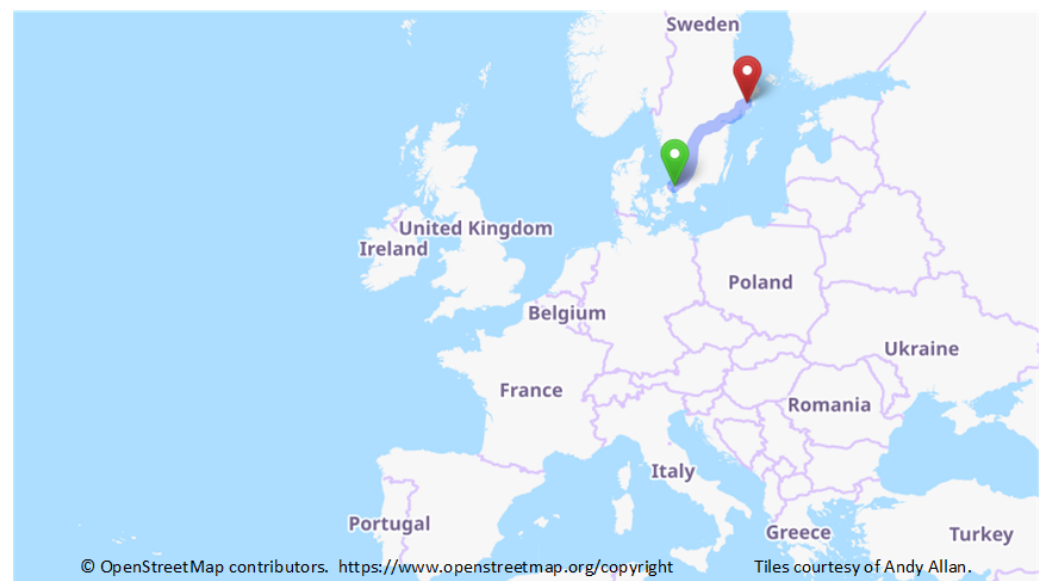 Sweden
United Kingdom
Ireland
Poland
Belgium
Ukraine
France
Romania
Italy
Portugal
Greece
Turkey
© OpenStreetMap contributors. https://www.openstreetmap.org/copyright Tiles courtesy of Andy Allan.